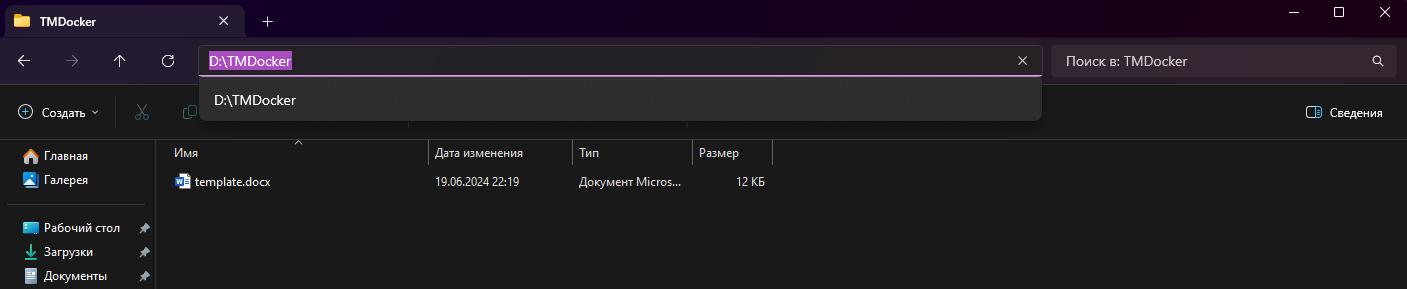 TMDocker
D:\TMDocker
Поиск в: TMDocker
D:\TMDocker
Создать
Сведения
Главная
Галерея
Рабочий стол
Загрузки
Документы
Имя Дата изменения Тип Размер
template.docx 19.06.2024 22:19 Документ Micros... 12 КБ